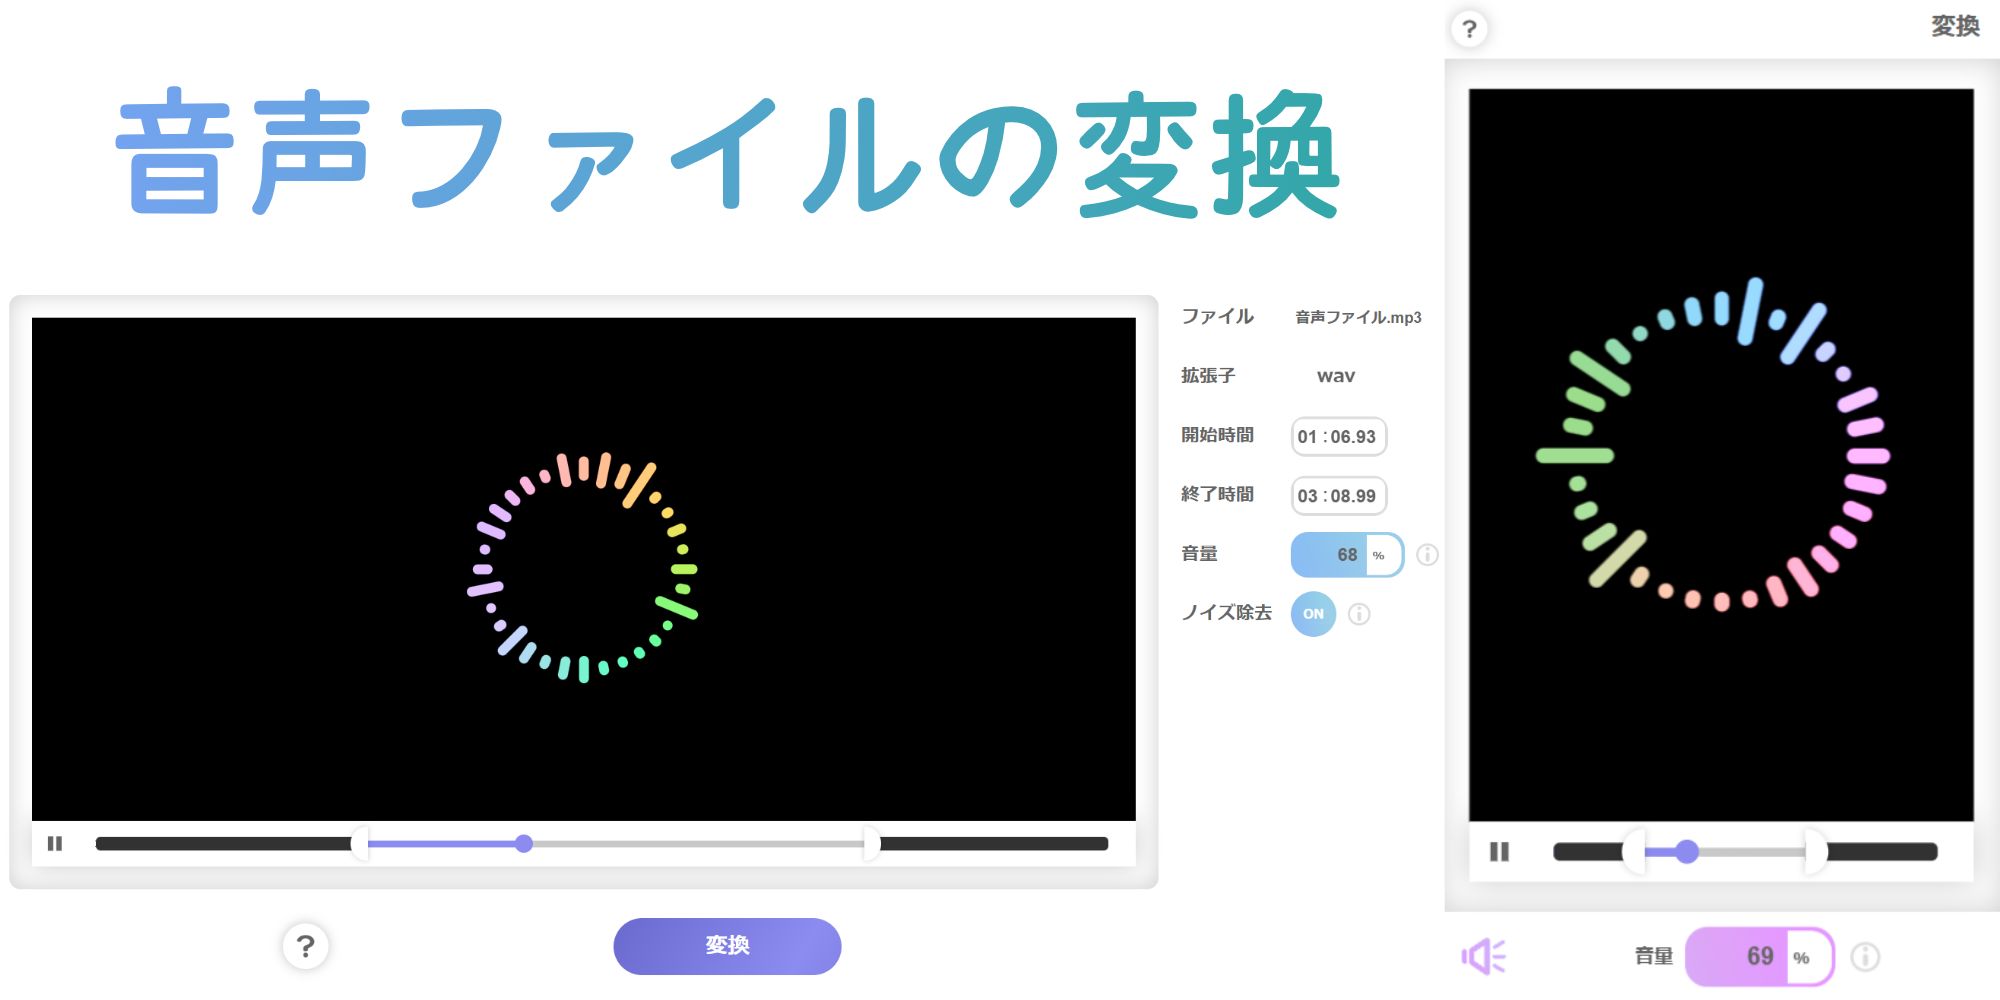 音声ファイルの変換
ファイル 音声ファイル.mp3
拡張子 wav
開始時間 01 : 06.93
終了時間 03 : 08.99
音量 68 %
ノイズ除去 ON
? 変換
? 変換
音量 69 %